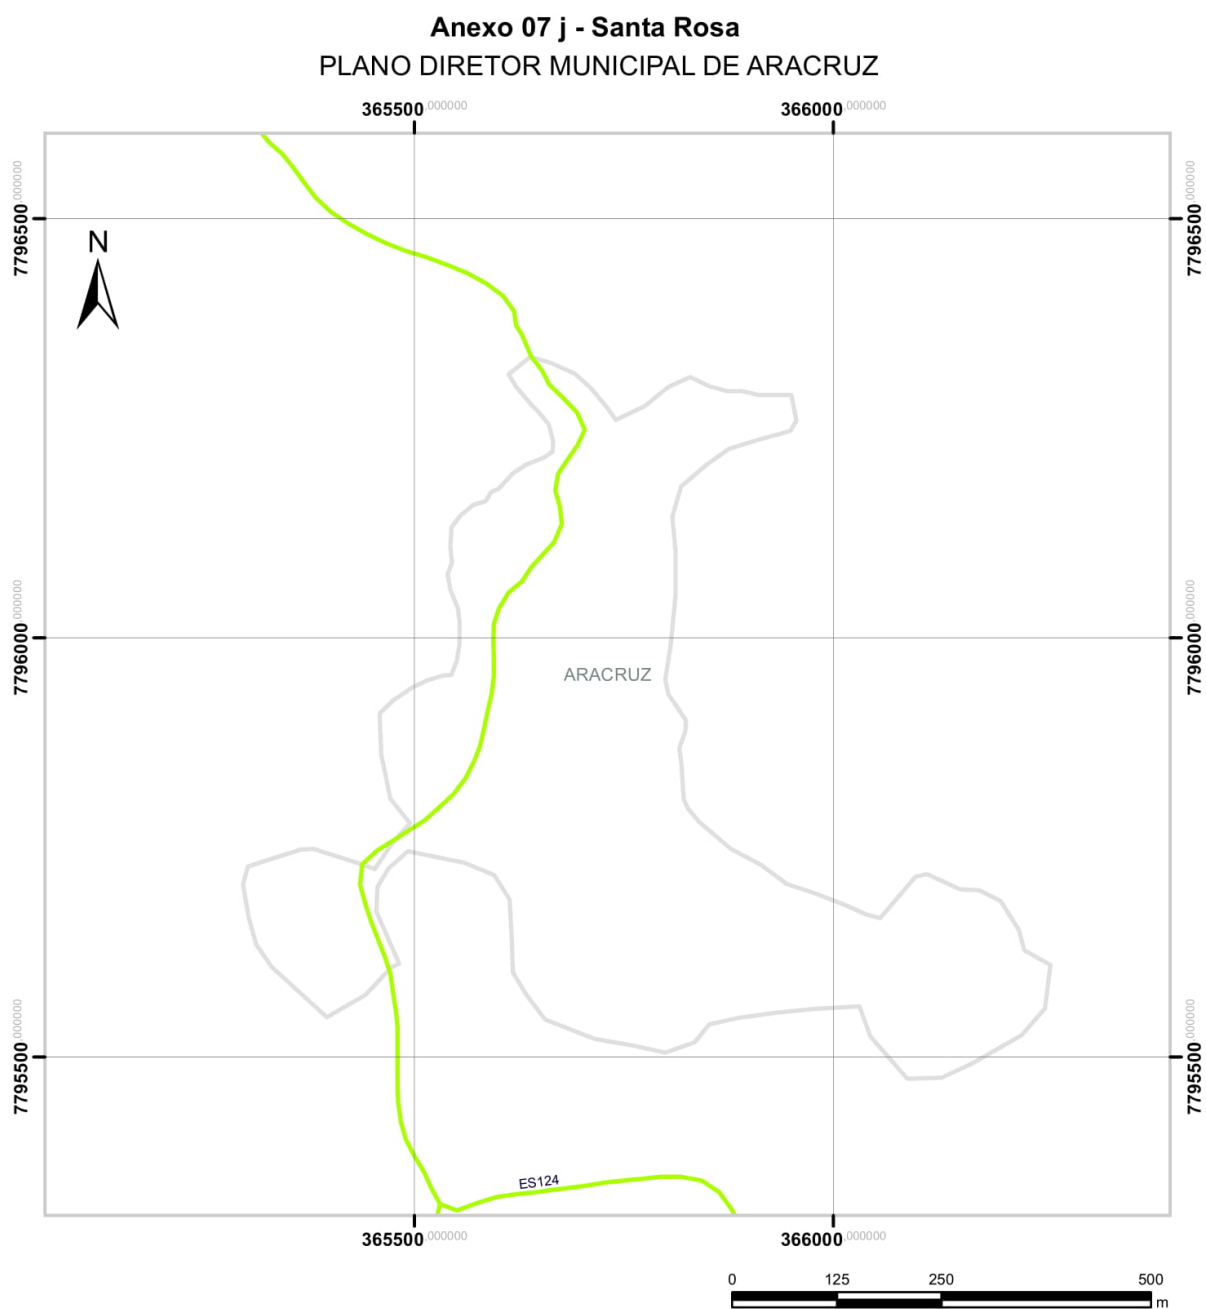 Anexo 07 j - Santa Rosa
PLANO DIRETOR MUNICIPAL DE ARACRUZ
365500.000000 366000.000000
7796500.000000 7796500.000000
N
7796000.000000 7796000.000000
ARACRUZ
7795500.000000 7795500.000000
ES124
365500.000000 366000.000000
0 125 250 500
m